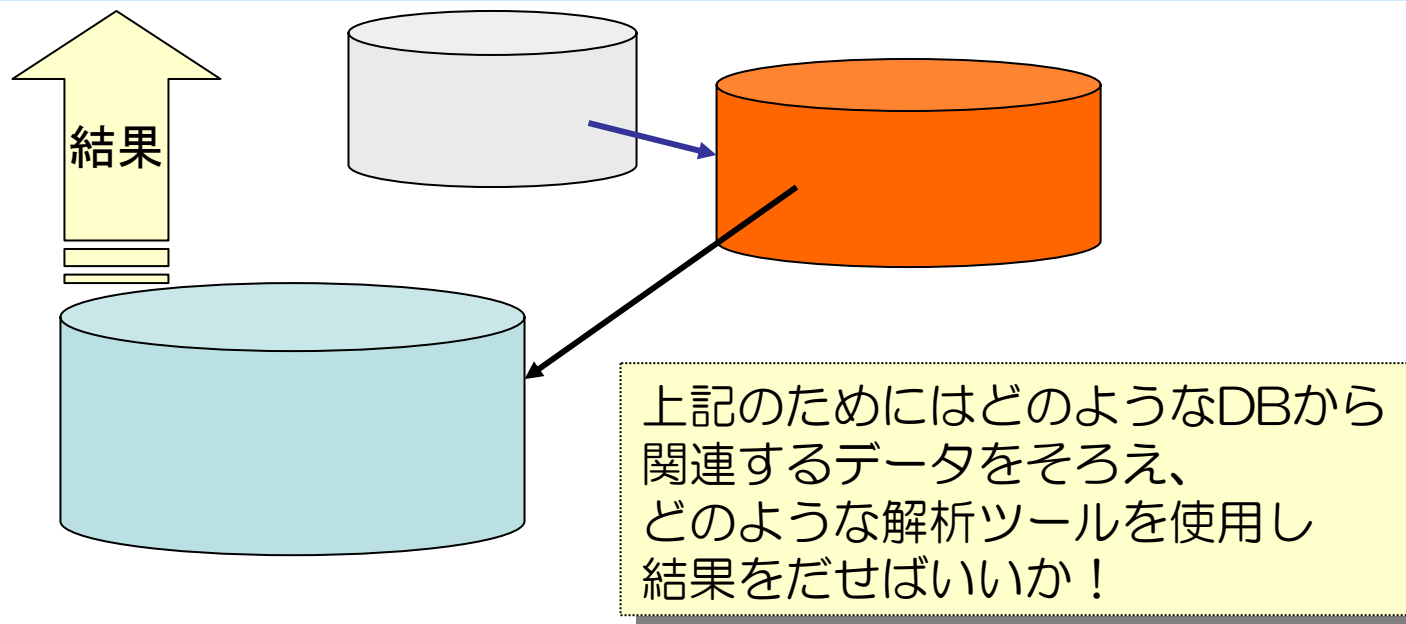 結果
上記のためにはどのようなDBから
関連するデータをそろえ、
どのような解析ツールを使用し
結果をだせばいいか！